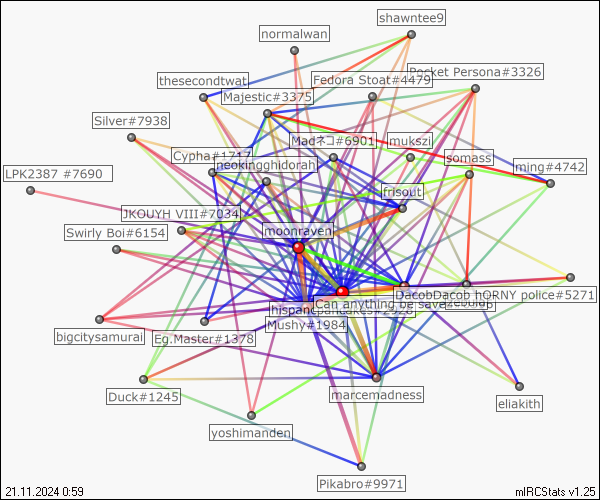 shawntee9
normalwan
Pocket Persona#3326
Fedora Stoat#4479
thesecondtwat
Majestic#3375
Silver#7938
Madネコ#6901
mukszi
Cypha#1717
somass
neokingghidorah
ming#4742
LPK2387 #7690
frisout
JKOUYH VIII#7034
moonraven
Swirly Boi#6154
DacobDacob hORNY police#5271
Can anything be save
hispanc
Mushy#1984
bigcitysamurai
Eg.Master#1378
marcemadness
Duck#1245
eliakith
yoshimanden
Pikabro#9971
21.11.2024 0:59
mIRCStats v1.25